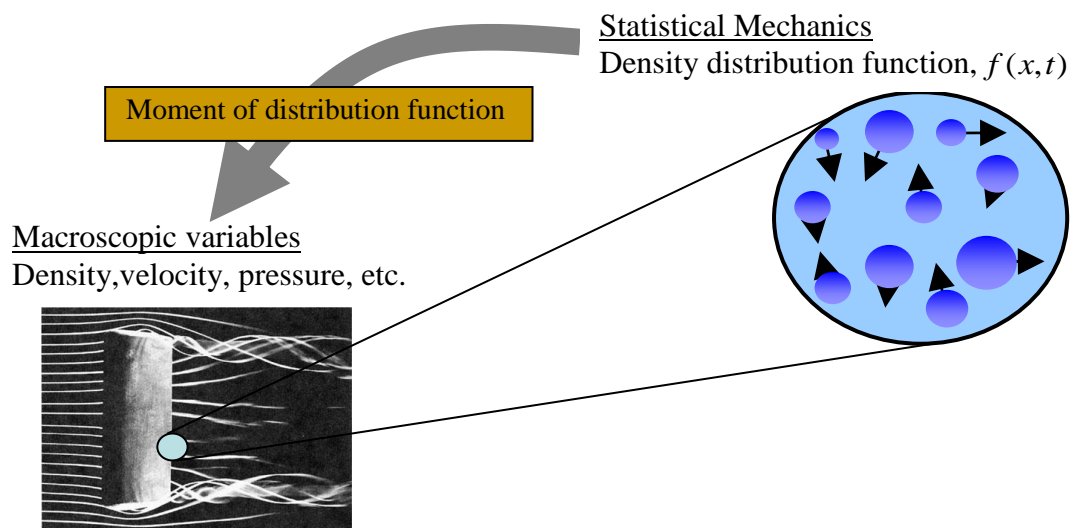 Statistical Mechanics
Density distribution function, f(x,t)
Moment of distribution function
Macroscopic variables
Density,velocity, pressure, etc.